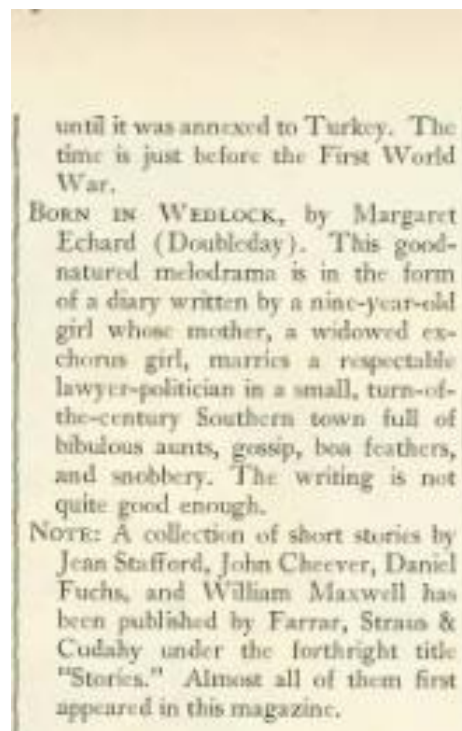 until it was annexed to Turkey. The
time is just before the First World
War.
BORN IN WEDLOCK, by Margaret
Echard (Doubleday). This good-
natured melodrama is in the form
of a diary written by a nine-year-old
girl whose mother, a widowed ex-
chorus girl, marries a respectable
lawyer-politician in a small, turn-of-
the-century Southern town full of
bibulous aunts, gossip, boa feathers,
and snobbery. The writing is not
quite good enough.
NOTE: A collection of short stories by
Jean Stafford, John Cheever, Daniel
Fuchs, and William Maxwell has
been published by Farrar, Straus &
Cudahy under the forthright title
"Stories." Almost all of them first
appeared in this magazine.